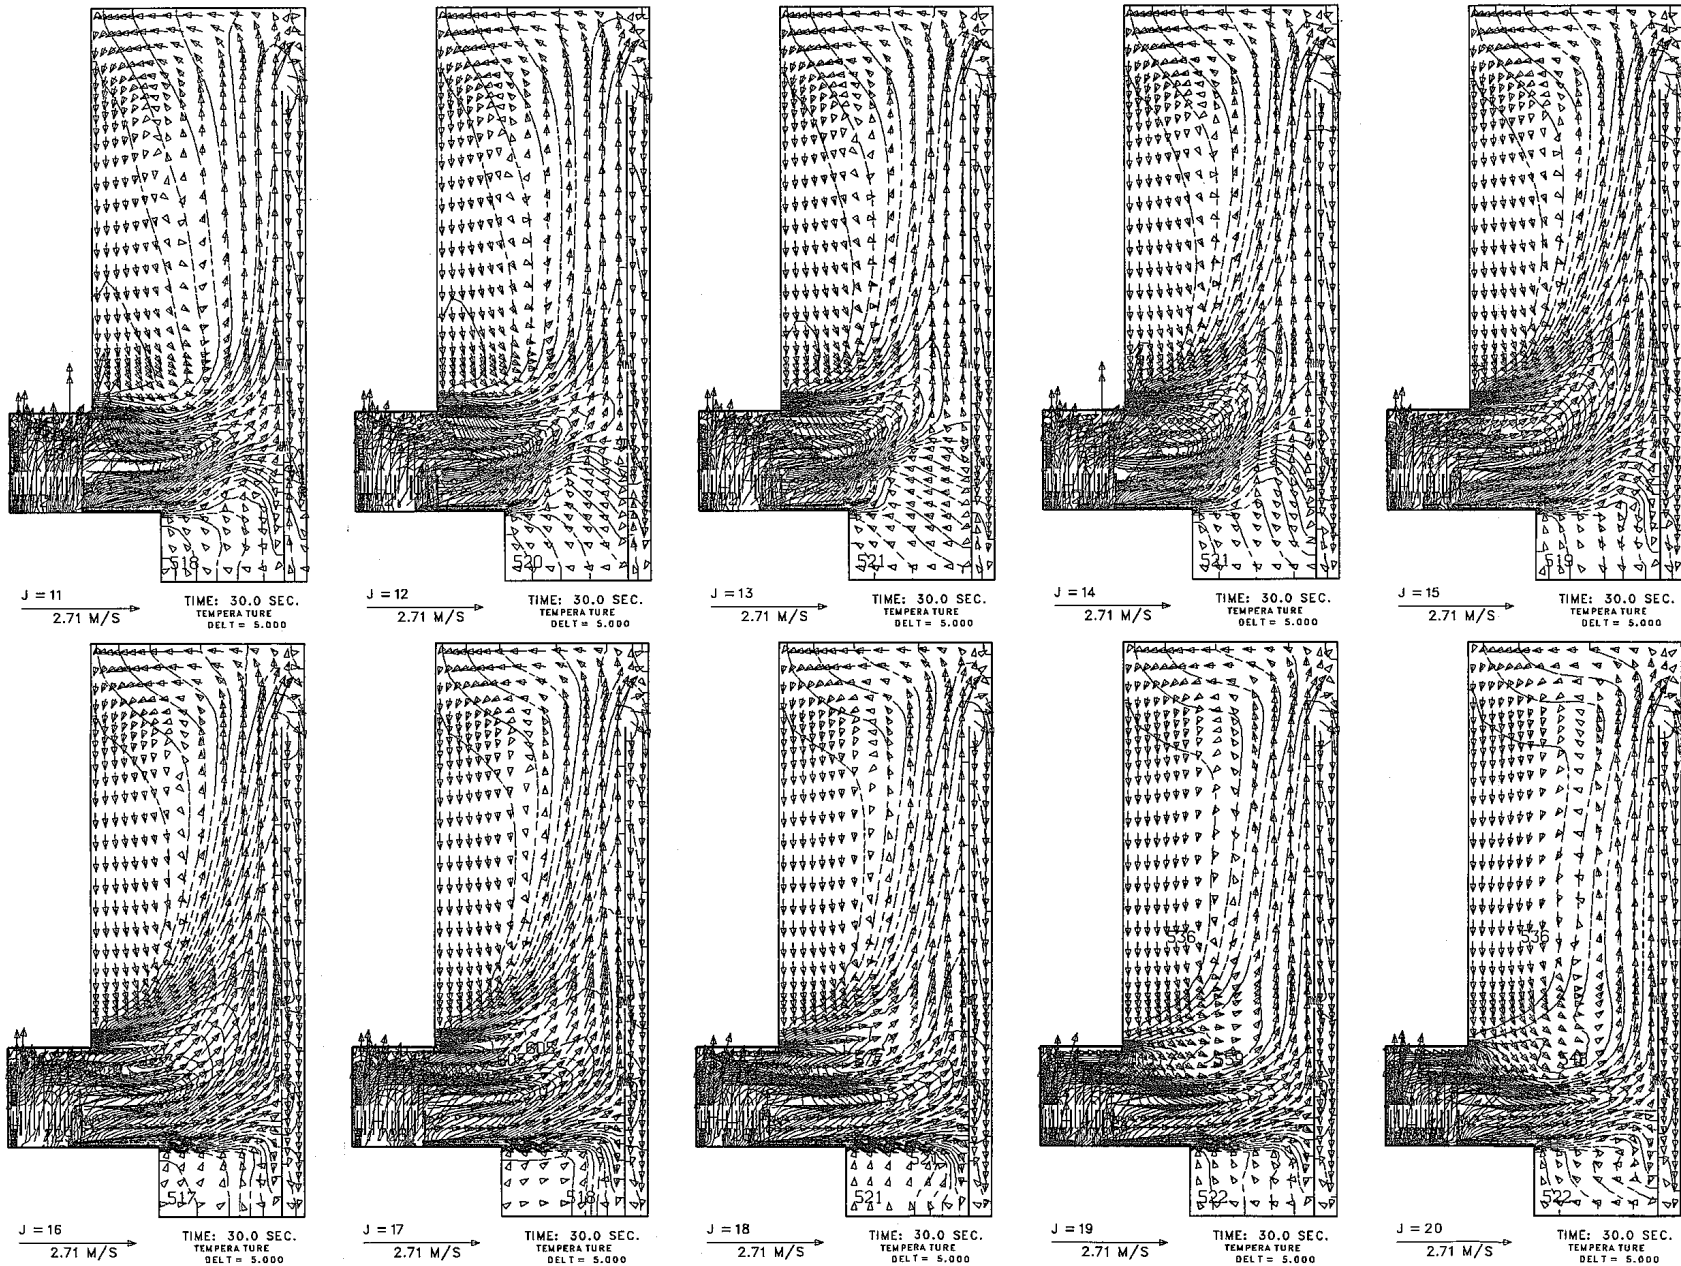 518
520
521
521
519
J = 11
TIME: 30.0 SEC.
2.71 M/S
TEMPERATURE
DELT = 5.000
J = 12
TIME: 30.0 SEC.
2.71 M/S
TEMPERATURE
DELT = 5.000
J = 13
TIME: 30.0 SEC.
2.71 M/S
TEMPERATURE
DELT = 5.000
J = 14
TIME: 30.0 SEC.
2.71 M/S
TEMPERATURE
DELT = 5.000
J = 15
TIME: 30.0 SEC.
2.71 M/S
TEMPERATURE
DELT = 5.000
536
536
517
518
521
522
522
J = 16
TIME: 30.0 SEC.
2.71 M/S
TEMPERATURE
DELT = 5.000
J = 17
TIME: 30.0 SEC.
2.71 M/S
TEMPERATURE
DELT = 5.000
J = 18
TIME: 30.0 SEC.
2.71 M/S
TEMPERATURE
DELT = 5.000
J = 19
TIME: 30.0 SEC.
2.71 M/S
TEMPERATURE
DELT = 5.000
J = 20
TIME: 30.0 SEC.
2.71 M/S
TEMPERATURE
DELT = 5.000